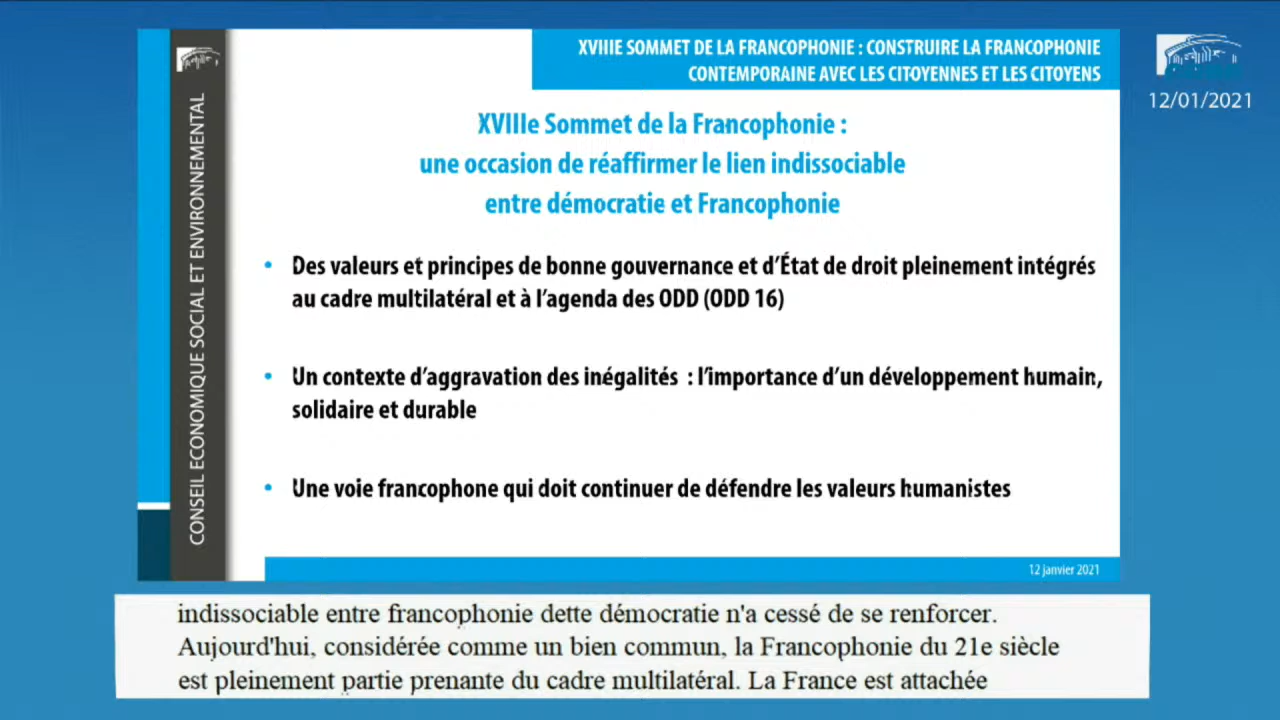 XVIIIE SOMMET DE LA FRANCOPHONIE : CONSTRUIRE LA FRANCOPHONIE
CONTEMPORAINE AVEC LES CITOYENNES ET LES CITOYENS
12/01/2021
CONSEIL ECONOMIQUE SOCIAL ET ENVIRONNEMENTAL
XVIIIe Sommet de la Francophonie :
une occasion de réaffirmer le lien indissociable
entre démocratie et Francophonie
• Des valeurs et principes de bonne gouvernance et d’État de droit pleinement intégrés
au cadre multilatéral et à l’agenda des ODD (ODD 16)
• Un contexte d’aggravation des inégalités : l’importance d’un développement humain,
solidaire et durable
• Une voie francophone qui doit continuer de défendre les valeurs humanistes
12 janvier 2021
indissociable entre francophonie dette démocratie n'a cessé de se renforcer.
Aujourd'hui, considérée comme un bien commun, la Francophonie du 21e siècle
est pleinement partie prenante du cadre multilatéral. La France est attachée